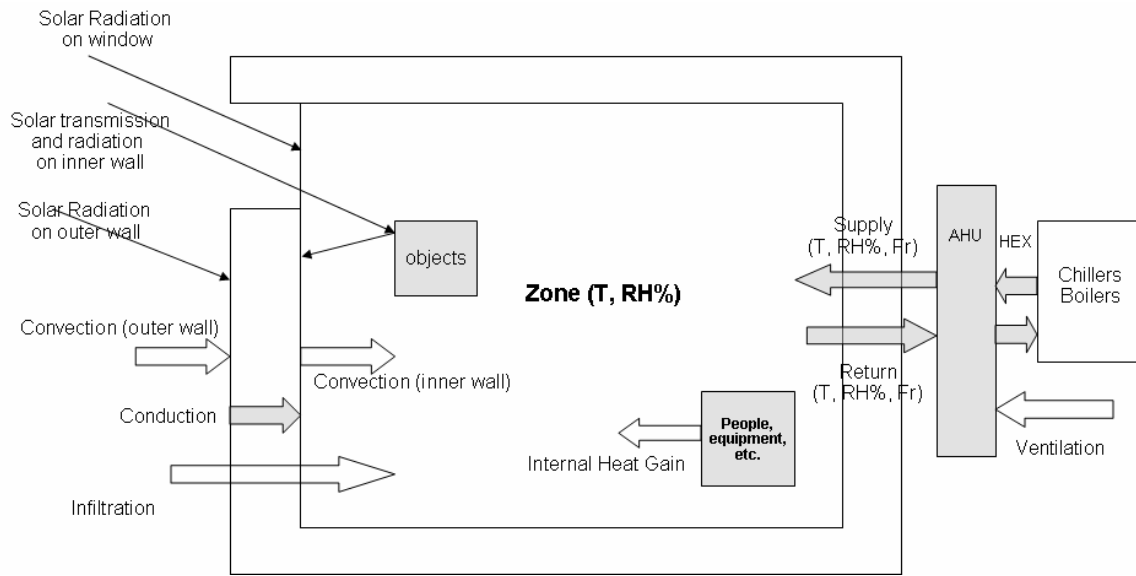 Solar Radiation
on window
Solar transmission
and radiation
on inner wall
Solar Radiation
on outer wall
objects
Zone (T, RH%)
Supply
(T, RH%, Fr)
AHU
HEX
Chillers
Boilers
Convection (outer wall)
Convection (inner wall)
Return
(T, RH%, Fr)
Conduction
People,
equipment,
etc.
Internal Heat Gain
Ventilation
Infiltration